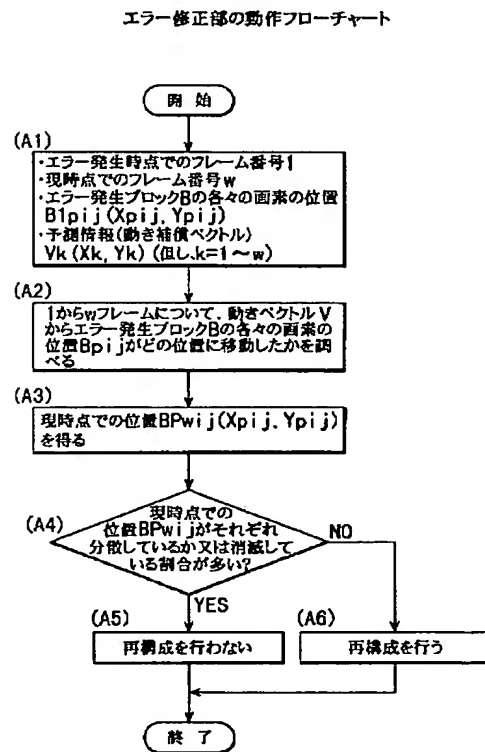 エラー修正部の動作フローチャート
開始
(A1)
・エラー発生時点でのフレーム番号1
・現時点でのフレーム番号w
・エラー発生ブロックBの各々の画素の位置
B1pij(Xpij, Ypij)
・予測情報(動き補償ベクトル)
Vk(Xk, Yk)(但し、k=1～w)
(A2)
1からwフレームについて、動きベクトルV
からエラー発生ブロックBの各々の画素の
位置Bpijがどの位置に移動したかを調
べる
(A3)
現時点での位置BPwij(Xpij, Ypij)
を得る
(A4)
現時点での
位置BPwijがそれぞれ
分散しているか又は消滅して
いる割合が多い?
NO
YES
(A5)
再構成を行わない
(A6)
再構成を行う
終了